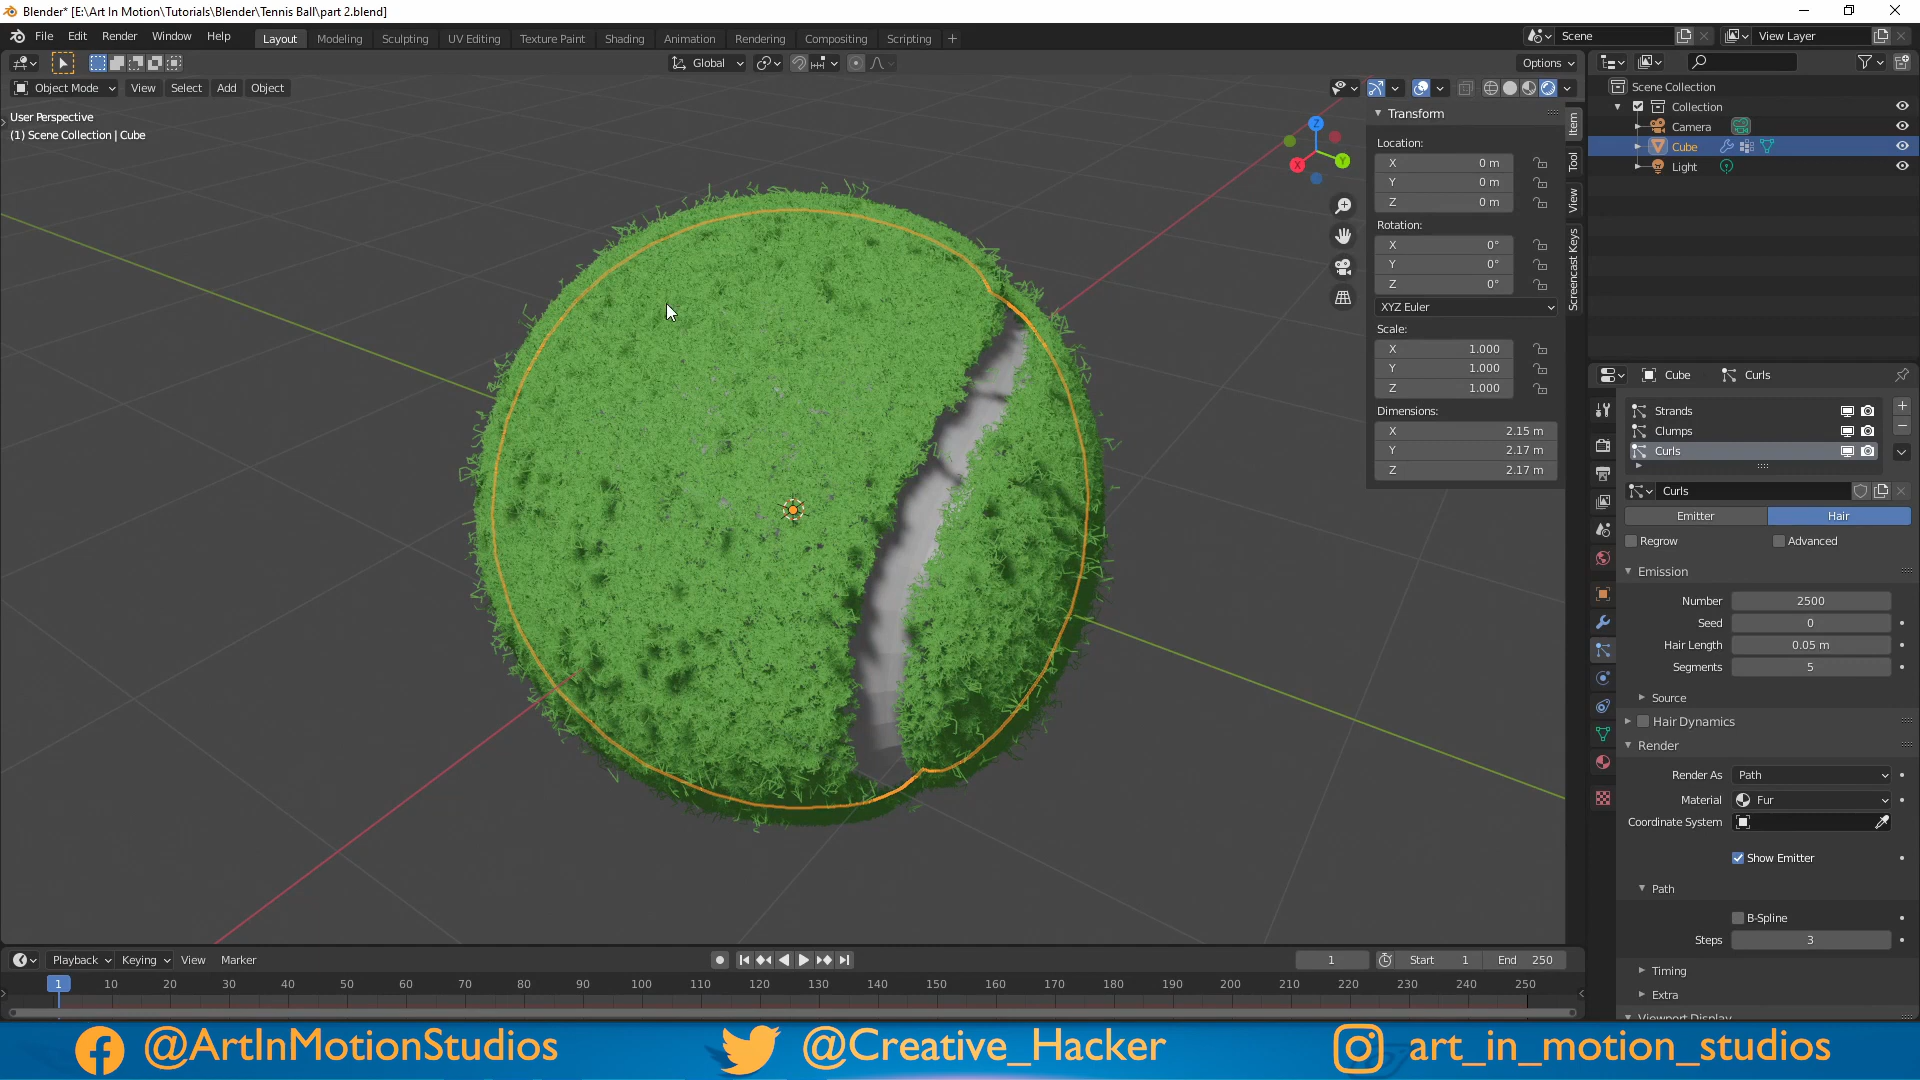 Blender* [E:\Art In Motion\Tutorials\Blender\Tennis Ball\part 2.blend]
File Edit Render Window Help Layout Modeling Sculpting UV Editing Texture Paint Shading Animation Rendering Compositing Scripting + Scene View Layer
Global Options
Object Mode View Select Add Object
User Perspective
(1) Scene Collection | Cube
Z
Y
X
Transform
Location:
X 0 m
Y 0 m
Z 0 m
Rotation:
X 0°
Y 0°
Z 0°
XYZ Euler
Scale:
X 1.000
Y 1.000
Z 1.000
Dimensions:
X 2.15 m
Y 2.17 m
Z 2.17 m
Item
Tool
View
Screencast Keys
Scene Collection
Collection
Camera
Cube
Light
Cube Curls
Strands
Clumps
Curls
Curls
Emitter Hair
Regrow Advanced
Emission
Number 2500
Seed 0
Hair Length 0.05 m
Segments 5
Source
Hair Dynamics
Render
Render As Path
Material Fur
Coordinate System
Show Emitter
Path
B-Spline
Steps 3
Timing
Extra
Viewport Display
Playback Keying View Marker 1 Start 1 End 250
1 10 20 30 40 50 60 70 80 90 100 110 120 130 140 150 160 170 180 190 200 210 220 230 240 250
@ArtInMotionStudios @Creative_Hacker art_in_motion_studios